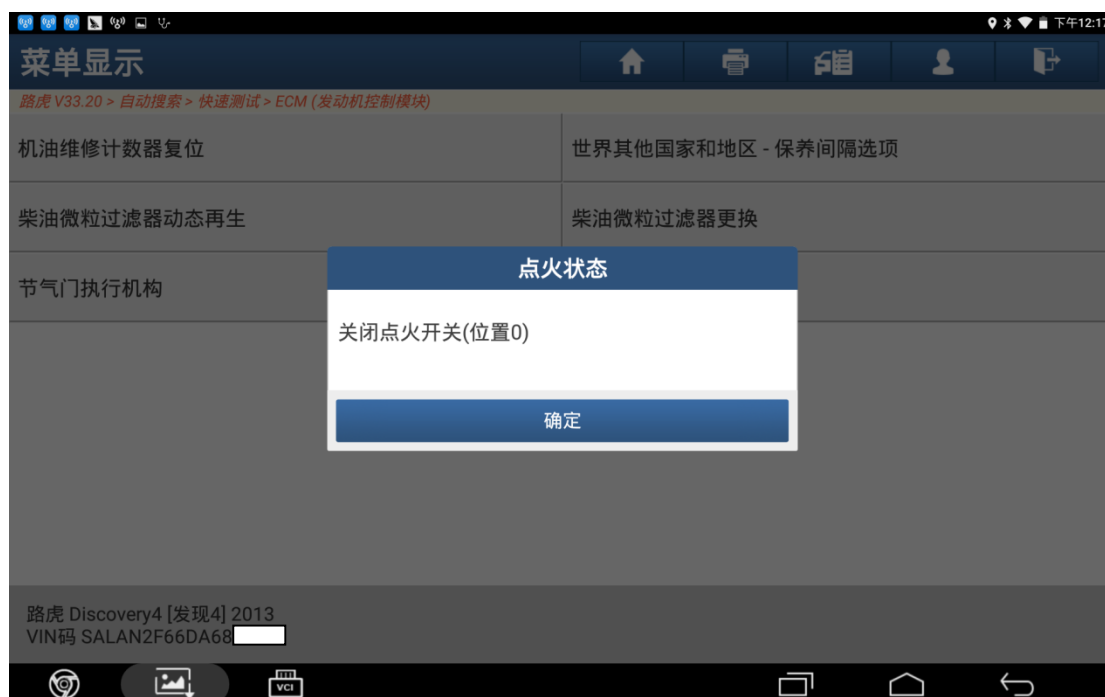 下午12:17
菜单显示
路虎 V33.20 > 自动搜索 > 快速测试 > ECM (发动机控制模块)
机油维修计数器复位
世界其他国家和地区 - 保养间隔选项
柴油微粒过滤器动态再生
柴油微粒过滤器更换
节气门执行机构
点火状态
关闭点火开关(位置0)
确定
路虎 Discovery4 [发现4] 2013
VIN码 SALAN2F66DA68
VCI